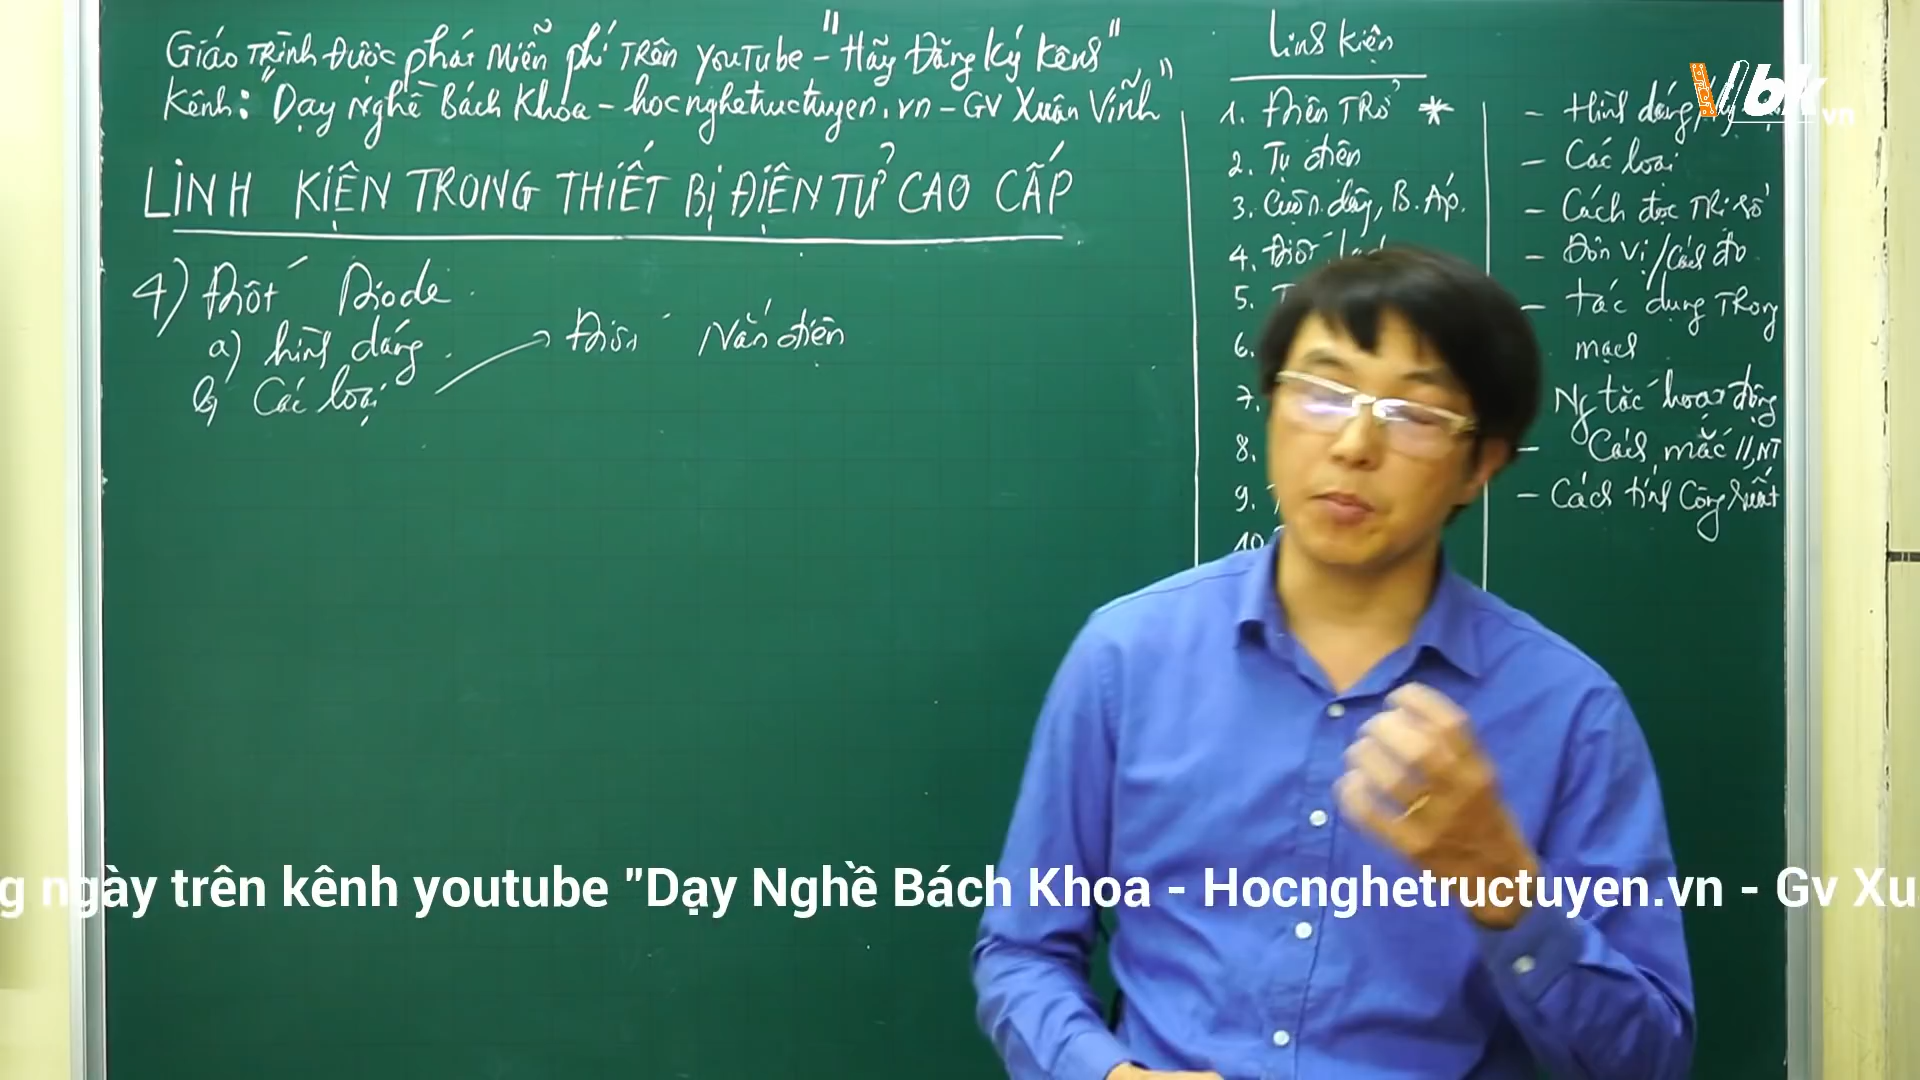 Giáo Trình được phát Miễn phí Trên YouTube - "Hãy Đăng Ký Kênh"
Kênh: "Dạy Nghề Bách Khoa - hocnghetructuyen.vn - GV Xuân Vinh"
LINH KIỆN TRONG THIẾT BỊ ĐIỆN TỬ CAO CẤP
4) Điôt Diode
a) hình dáng
b) Các loại
Điôt Nắn điện
Linh Kiện
1. Điện Trở *
2. Tụ điện
3. Cuộn dây, B. Áp.
4. Điôt
5.
6.
7.
8.
9.
10
- Hình dáng/
- Các loại
- Cách đọc Trị số
- Đơn Vị/Cách đo
- Tác dụng Trong
mạch
Ng tắc hoạt động
- Cách mắc //, NT
- Cách tính Công Suất
Vbk.vn
g ngày trên kênh youtube "Dạy Nghề Bách Khoa - Hocnghetructuyen.vn - Gv Xu